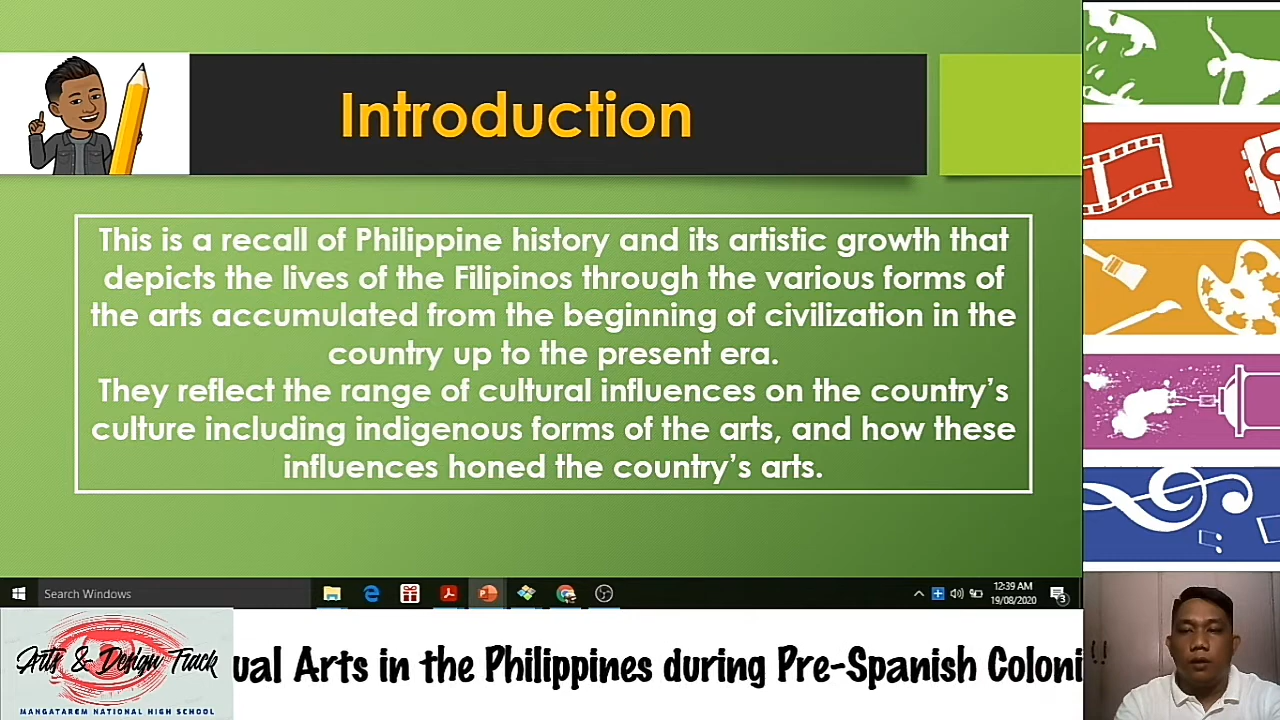 Introduction
This is a recall of Philippine history and its artistic growth that
depicts the lives of the Filipinos through the various forms of
the arts accumulated from the beginning of civilization in the
country up to the present era.
They reflect the range of cultural influences on the country’s
culture including indigenous forms of the arts, and how these
influences honed the country’s arts.
Search Windows
12:39 AM
19/08/2020
3
Arts & Design Track
MANGATAREM NATIONAL HIGH SCHOOL
ual Arts in the Philippines during Pre-Spanish Coloni